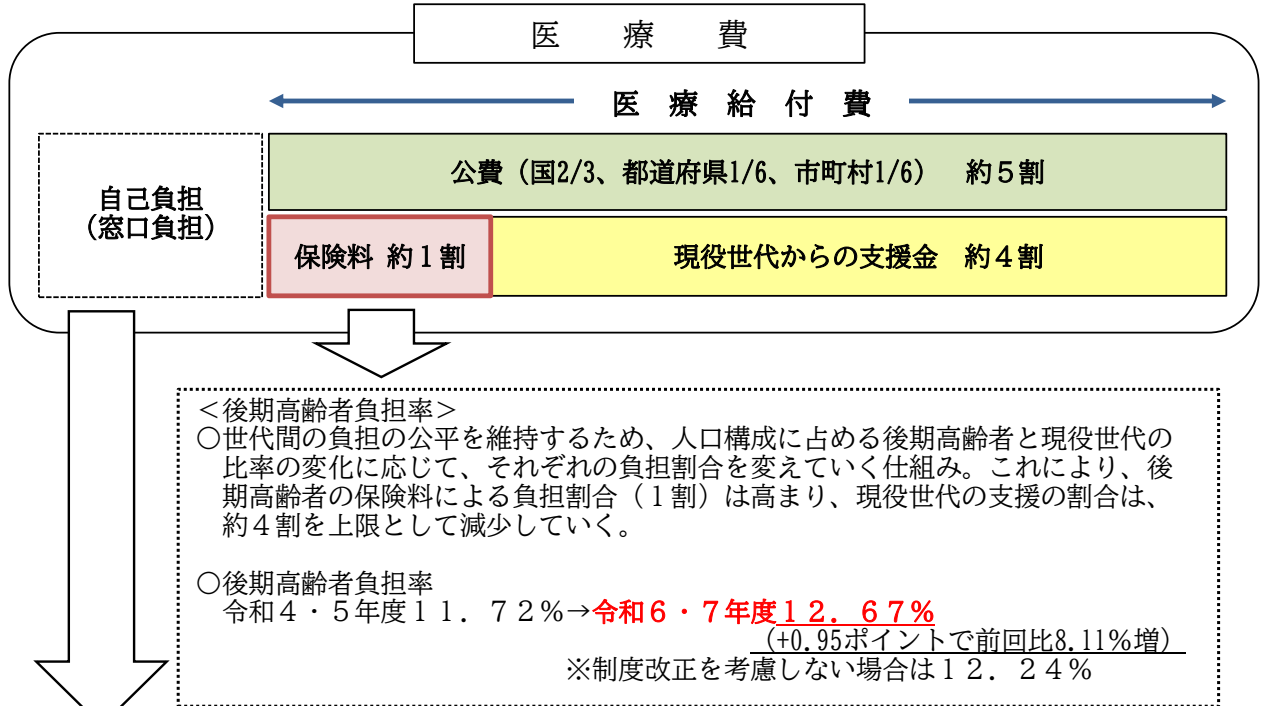 医　療　費
医　療　給　付　費
公費（国2/3、都道府県1/6、市町村1/6）　約５割
自己負担
（窓口負担）
保険料 約１割
現役世代からの支援金　約４割
＜後期高齢者負担率＞
○世代間の負担の公平を維持するため、人口構成に占める後期高齢者と現役世代の
比率の変化に応じて、それぞれの負担割合を変えていく仕組み。これにより、後
期高齢者の保険料による負担割合（１割）は高まり、現役世代の支援の割合は、
約４割を上限として減少していく。
○後期高齢者負担率
令和４・５年度１１．７２％→令和６・７年度１２．６７％
（+0.95ポイントで前回比8.11％増）
※制度改正を考慮しない場合は１２．２４％